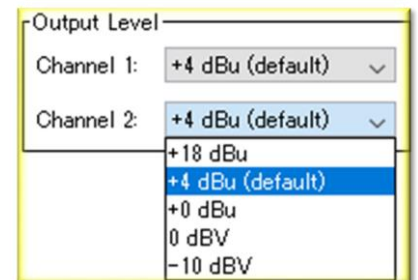 Output Level
Channel 1: +4 dBu (default)
Channel 2: +4 dBu (default)
+18 dBu
+4 dBu (default)
+0 dBu
0 dBV
-10 dBV